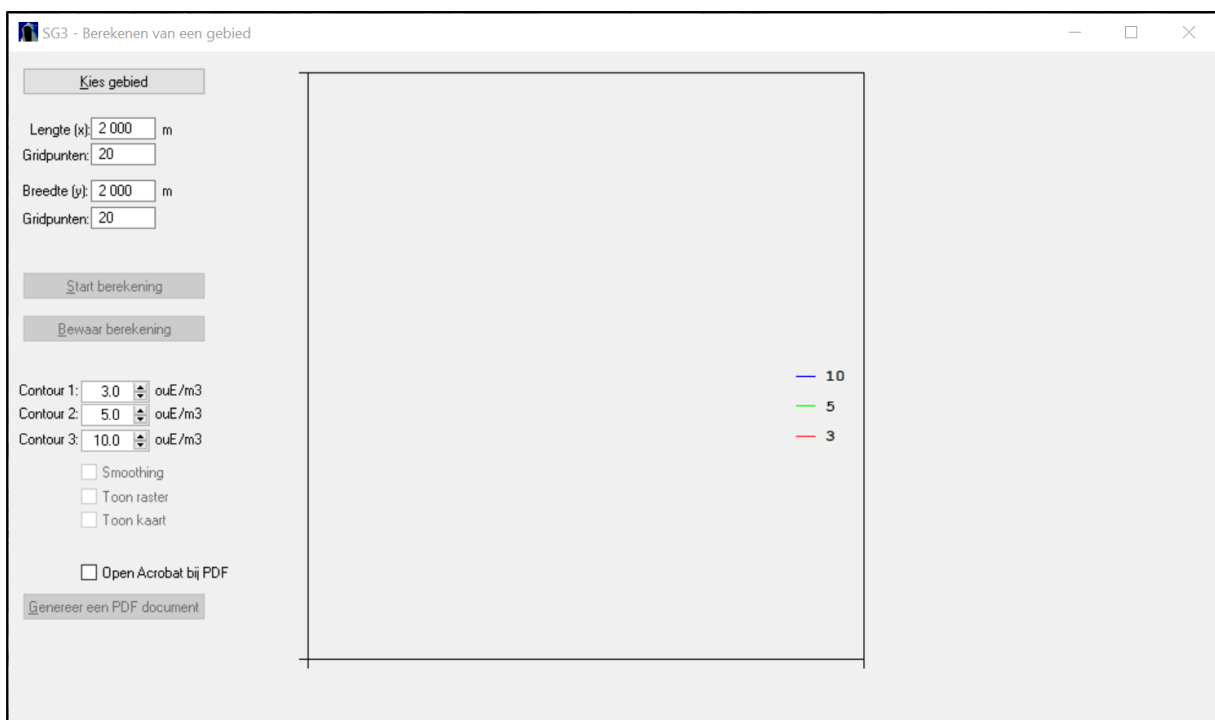 SG3 - Berekenen van een gebied
Kies gebied
Lengte (x): 2 000 m
Gridpunten: 20
Breedte (y): 2 000 m
Gridpunten: 20
Start berekening
Bewaar berekening
Contour 1: 3.0 ouE/m3
Contour 2: 5.0 ouE/m3
Contour 3: 10.0 ouE/m3
Smoothing
Toon raster
Toon kaart
Open Acrobat bij PDF
Genereer een PDF document
10
5
3